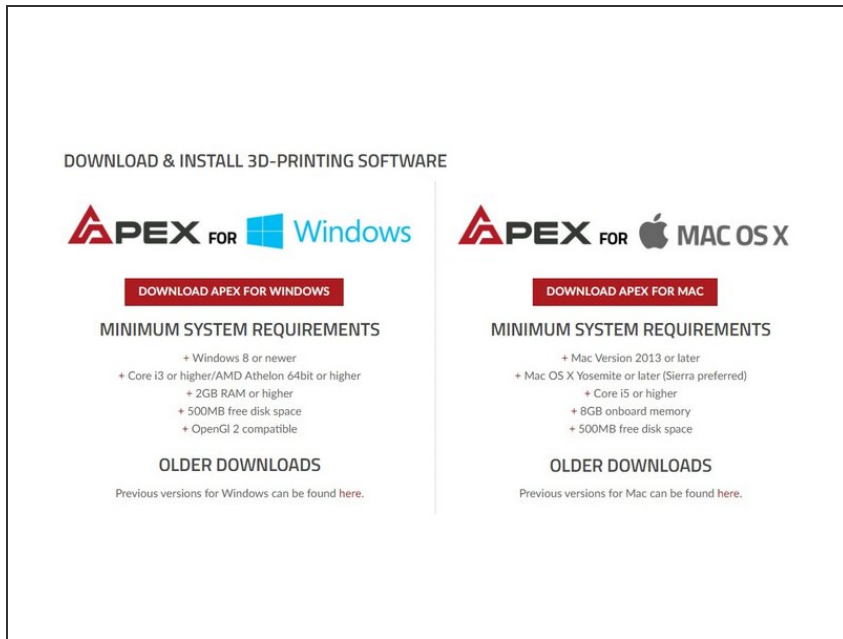 DOWNLOAD & INSTALL 3D-PRINTING SOFTWARE
APEX FOR Windows
DOWNLOAD APEX FOR WINDOWS
MINIMUM SYSTEM REQUIREMENTS
+ Windows 8 or newer
+ Core i3 or higher/AMD Athelon 64bit or higher
+ 2GB RAM or higher
+ 500MB free disk space
+ OpenGl 2 compatible
OLDER DOWNLOADS
Previous versions for Windows can be found here.
APEX FOR MAC OS X
DOWNLOAD APEX FOR MAC
MINIMUM SYSTEM REQUIREMENTS
+ Mac Version 2013 or later
+ Mac OS X Yosemite or later (Sierra preferred)
+ Core i5 or higher
+ 8GB onboard memory
+ 500MB free disk space
OLDER DOWNLOADS
Previous versions for Mac can be found here.